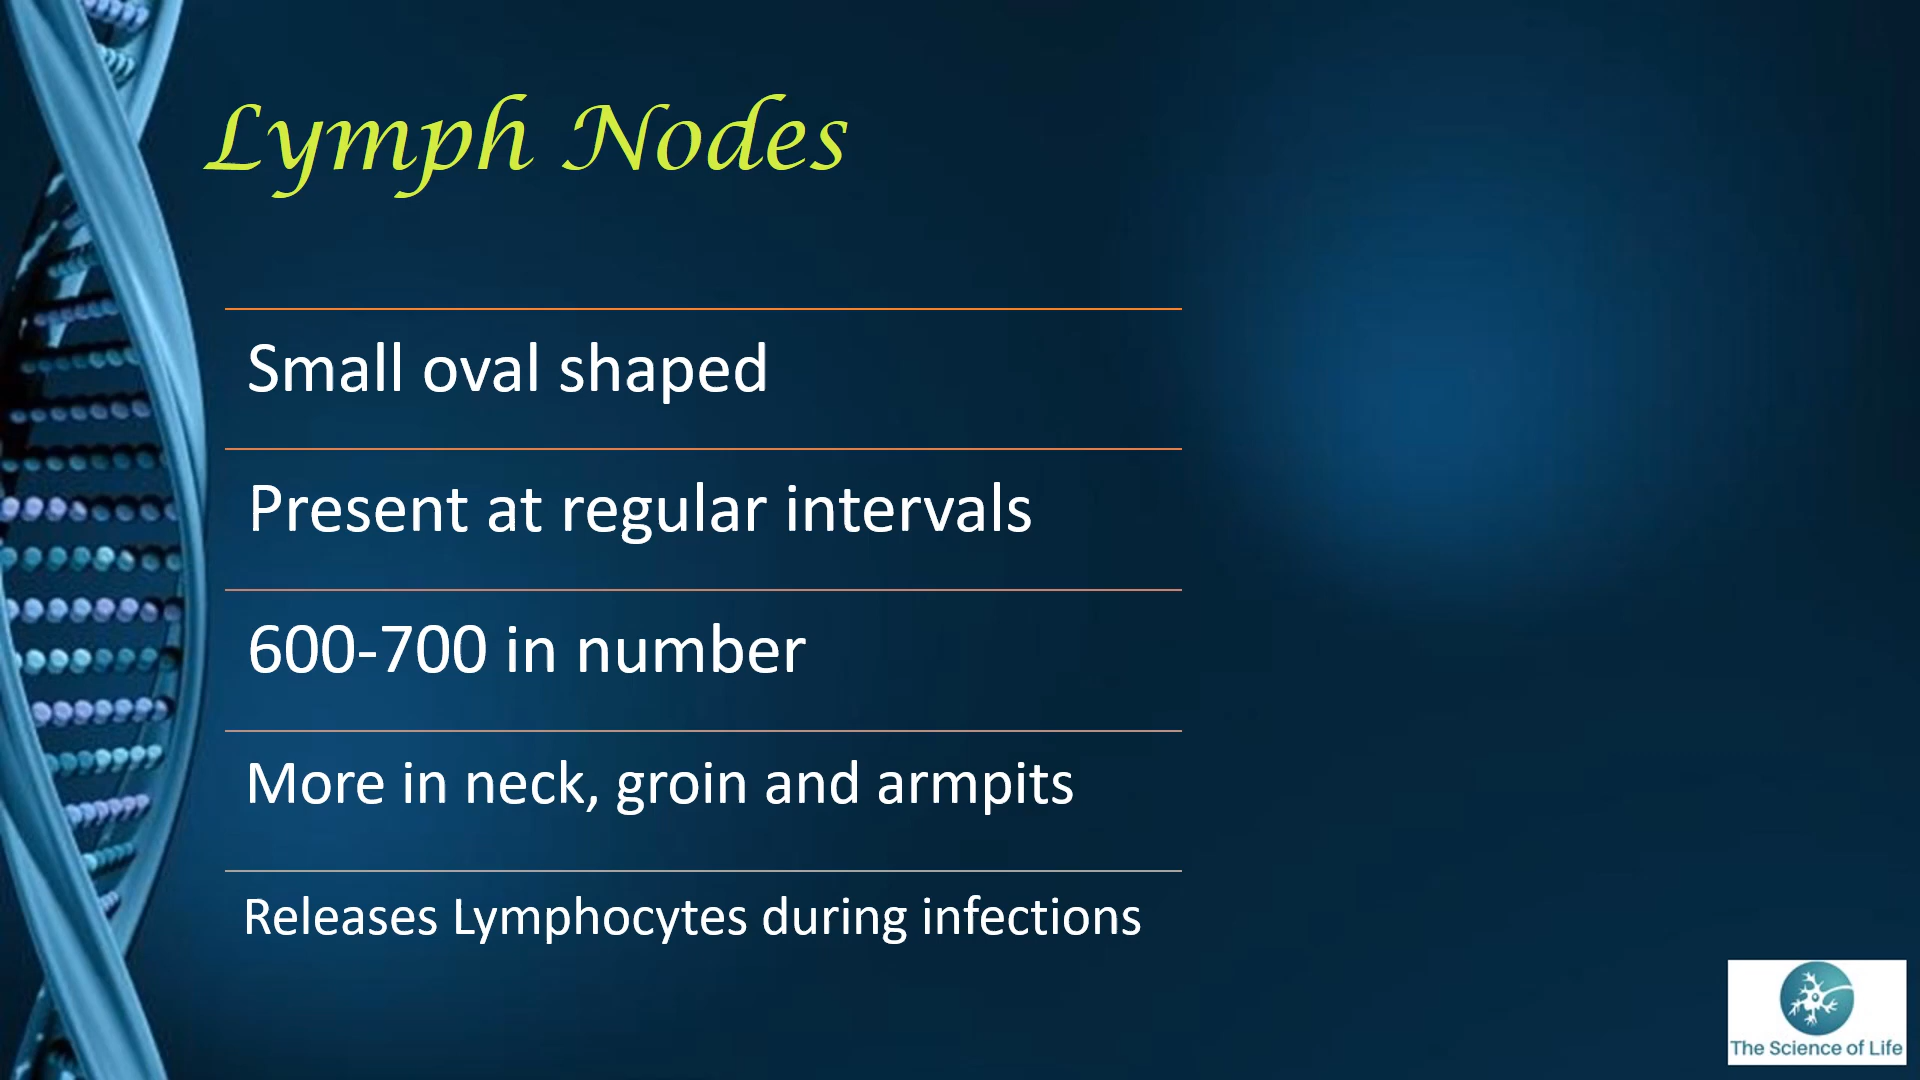 Lymph Nodes
Small oval shaped
Present at regular intervals
600-700 in number
More in neck, groin and armpits
Releases Lymphocytes during infections
The Science of Life